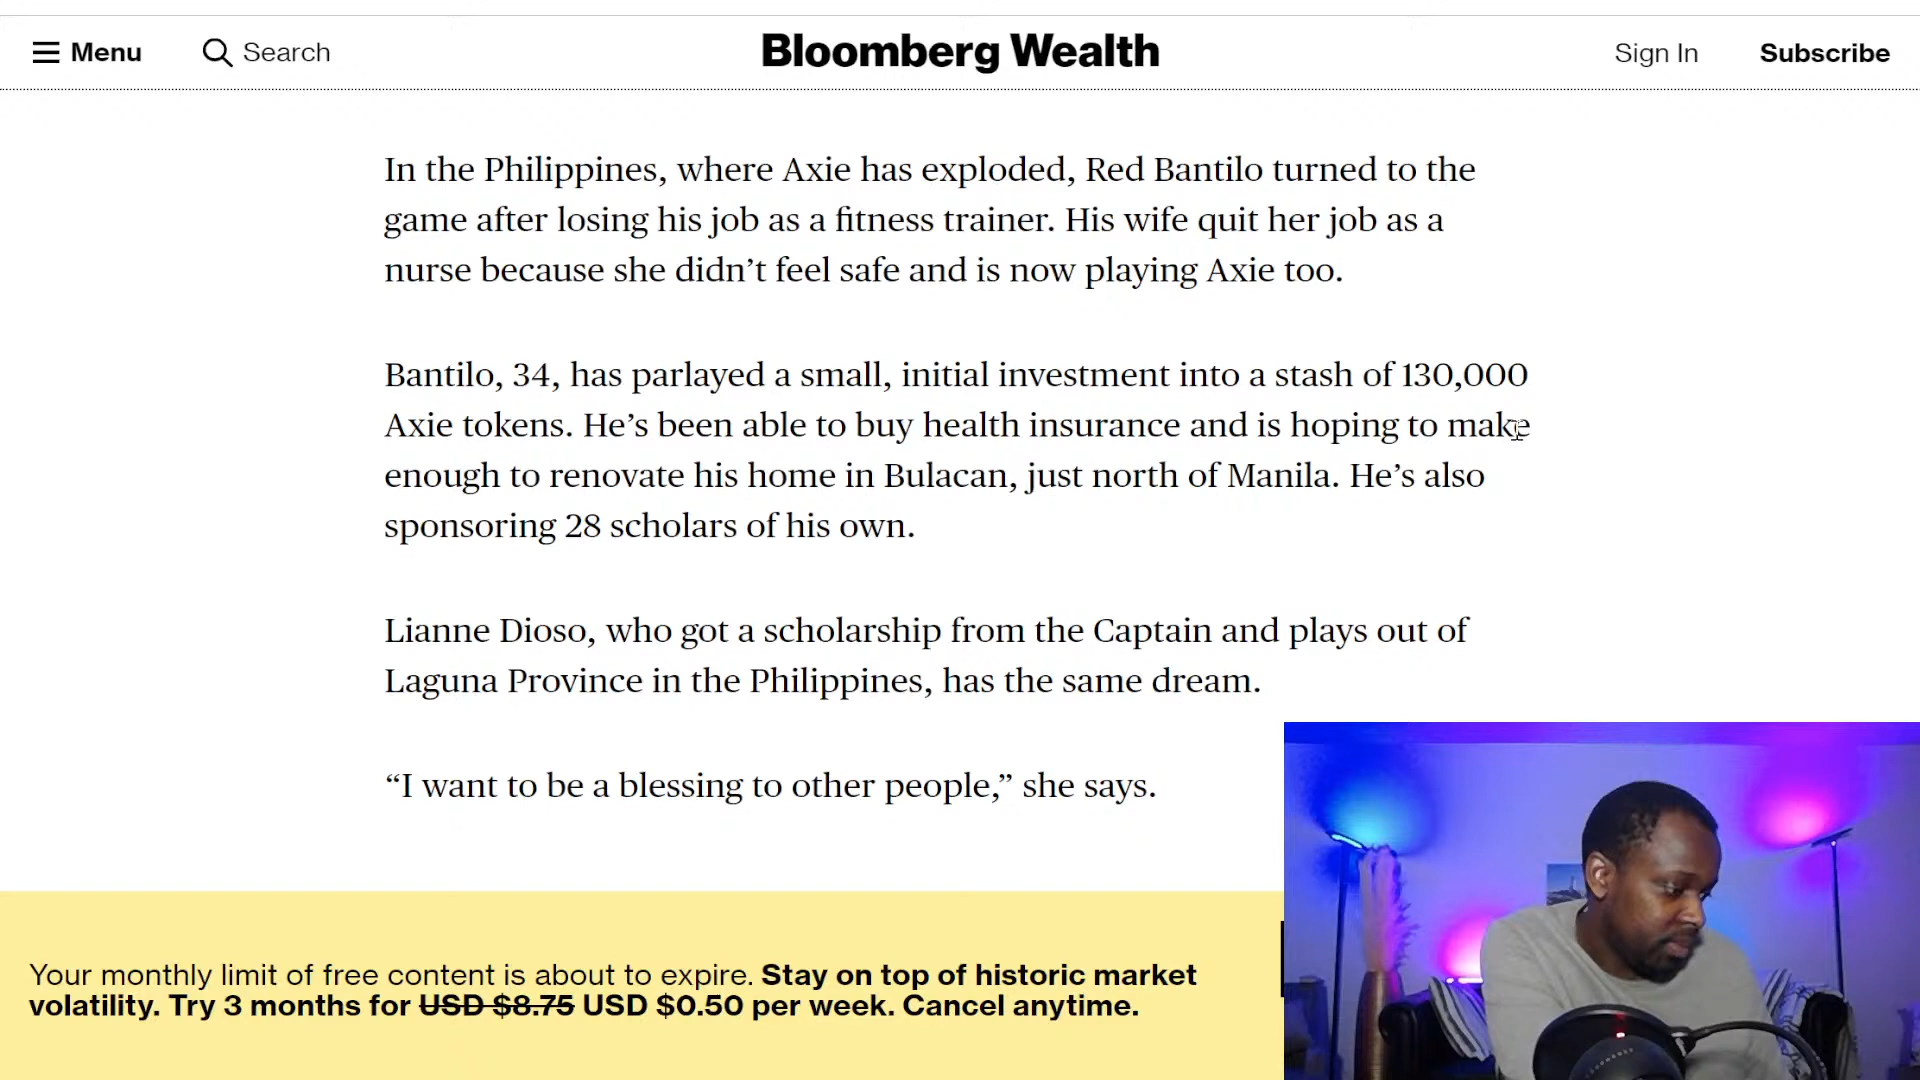 Menu
Search
Bloomberg Wealth
Sign In
Subscribe
In the Philippines, where Axie has exploded, Red Bantilo turned to the
game after losing his job as a fitness trainer. His wife quit her job as a
nurse because she didn’t feel safe and is now playing Axie too.
Bantilo, 34, has parlayed a small, initial investment into a stash of 130,000
Axie tokens. He’s been able to buy health insurance and is hoping to make
enough to renovate his home in Bulacan, just north of Manila. He’s also
sponsoring 28 scholars of his own.
Lianne Dioso, who got a scholarship from the Captain and plays out of
Laguna Province in the Philippines, has the same dream.
“I want to be a blessing to other people,” she says.
Your monthly limit of free content is about to expire. Stay on top of historic market
volatility. Try 3 months for USD $8.75 USD $0.50 per week. Cancel anytime.